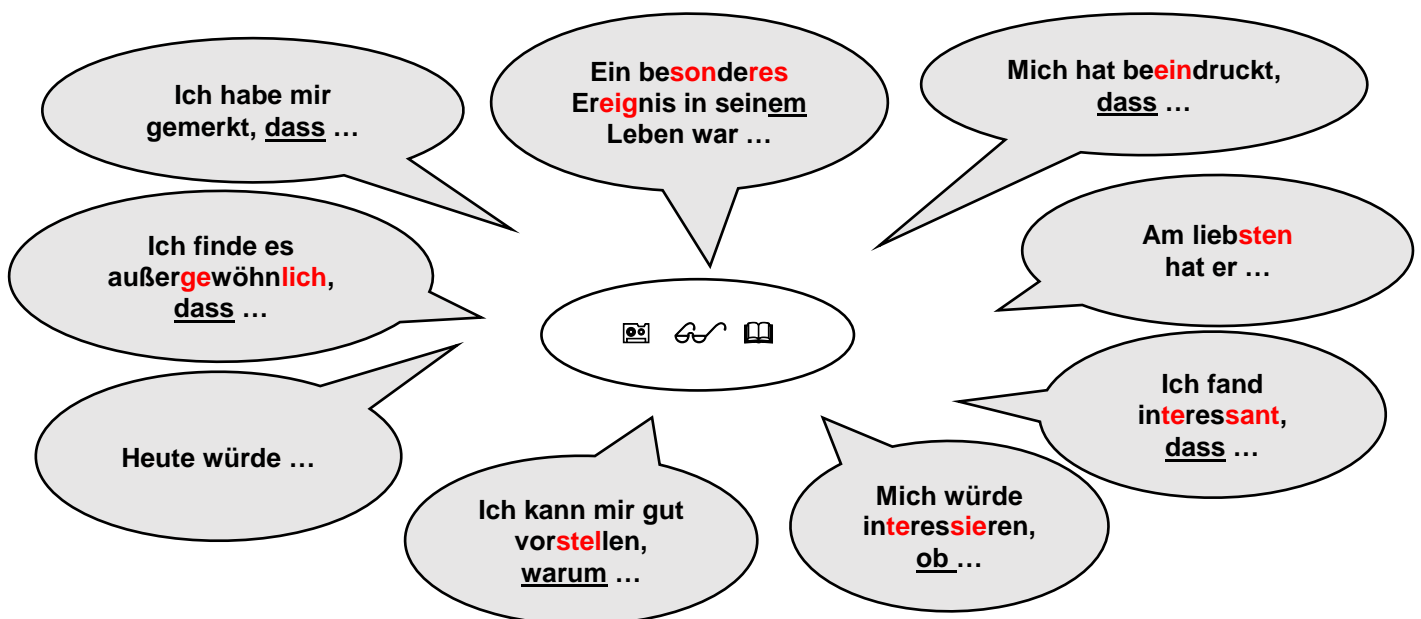 Ich habe mir
gemerkt, dass …
Ein besonderes
Ereignis in seinem
Leben war …
Mich hat beeindruckt,
dass …
Ich finde es
außergewöhnlich,
dass …
Am liebsten
hat er …
Heute würde …
Ich fand
interessant,
dass …
Ich kann mir gut
vorstellen,
warum …
Mich würde
interessieren,
ob …